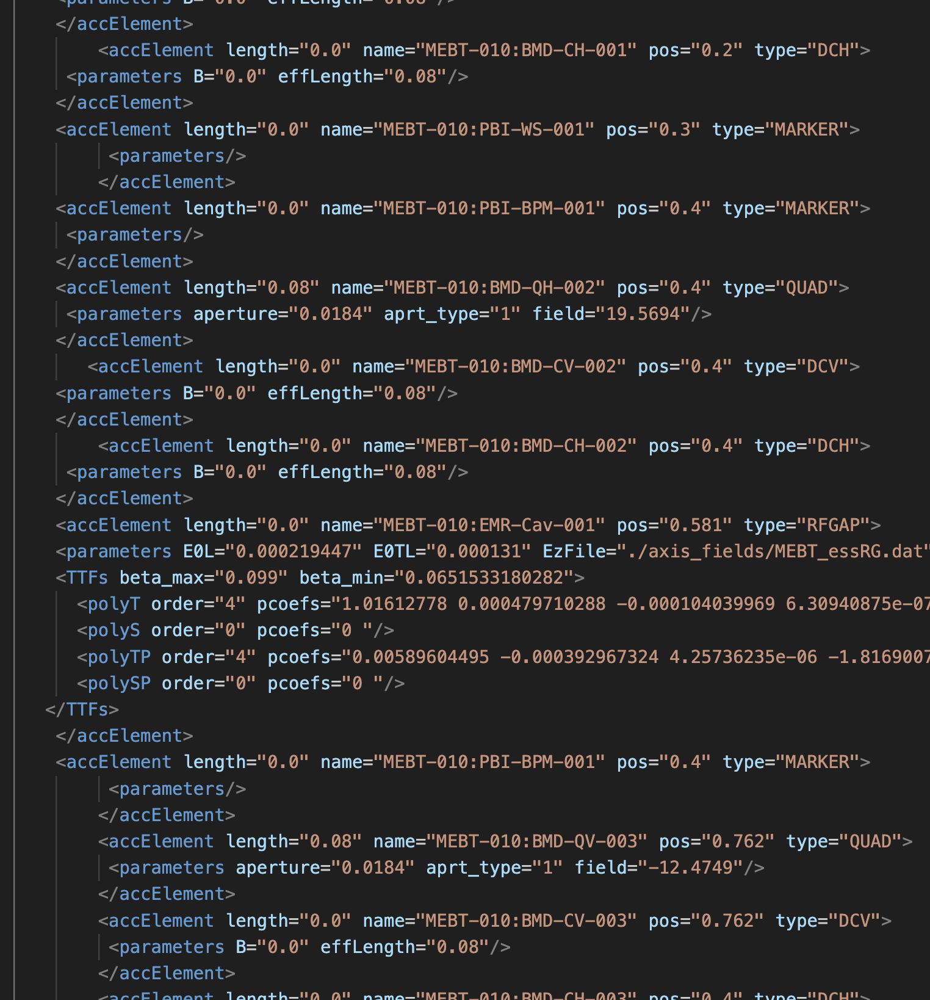 <parameters B="0.0" effLength="0.08"/>
</accElement>
<accElement length="0.0" name="MEBT-010:BMD-CH-001" pos="0.2" type="DCH">
<parameters B="0.0" effLength="0.08"/>
</accElement>
<accElement length="0.0" name="MEBT-010:PBI-WS-001" pos="0.3" type="MARKER">
<parameters/>
</accElement>
<accElement length="0.0" name="MEBT-010:PBI-BPM-001" pos="0.4" type="MARKER">
<parameters/>
</accElement>
<accElement length="0.08" name="MEBT-010:BMD-QH-002" pos="0.4" type="QUAD">
<parameters aperture="0.0184" aprt_type="1" field="19.5694"/>
</accElement>
<accElement length="0.0" name="MEBT-010:BMD-CV-002" pos="0.4" type="DCV">
<parameters B="0.0" effLength="0.08"/>
</accElement>
<accElement length="0.0" name="MEBT-010:BMD-CH-002" pos="0.4" type="DCH">
<parameters B="0.0" effLength="0.08"/>
</accElement>
<accElement length="0.0" name="MEBT-010:EMR-Cav-001" pos="0.581" type="RFGAP">
<parameters E0L="0.000219447" E0TL="0.000131" EzFile="./axis_fields/MEBT_essRG.dat"
<TTFs beta_max="0.099" beta_min="0.0651533180282">
<polyT order="4" pcoefs="1.01612778 0.000479710288 -0.000104039969 6.30940875e-07
<polyS order="0" pcoefs="0 "/>
<polyTP order="4" pcoefs="0.00589604495 -0.000392967324 4.25736235e-06 -1.8169007
<polySP order="0" pcoefs="0 "/>
</TTFs>
</accElement>
<accElement length="0.0" name="MEBT-010:PBI-BPM-001" pos="0.4" type="MARKER">
<parameters/>
</accElement>
<accElement length="0.08" name="MEBT-010:BMD-QV-003" pos="0.762" type="QUAD">
<parameters aperture="0.0184" aprt_type="1" field="-12.4749"/>
</accElement>
<accElement length="0.0" name="MEBT-010:BMD-CV-003" pos="0.762" type="DCV">
<parameters B="0.0" effLength="0.08"/>
</accElement>
<accElement length="0.0" name="MEBT-010:BMD-CH-003" pos="0.4" type="DCH">